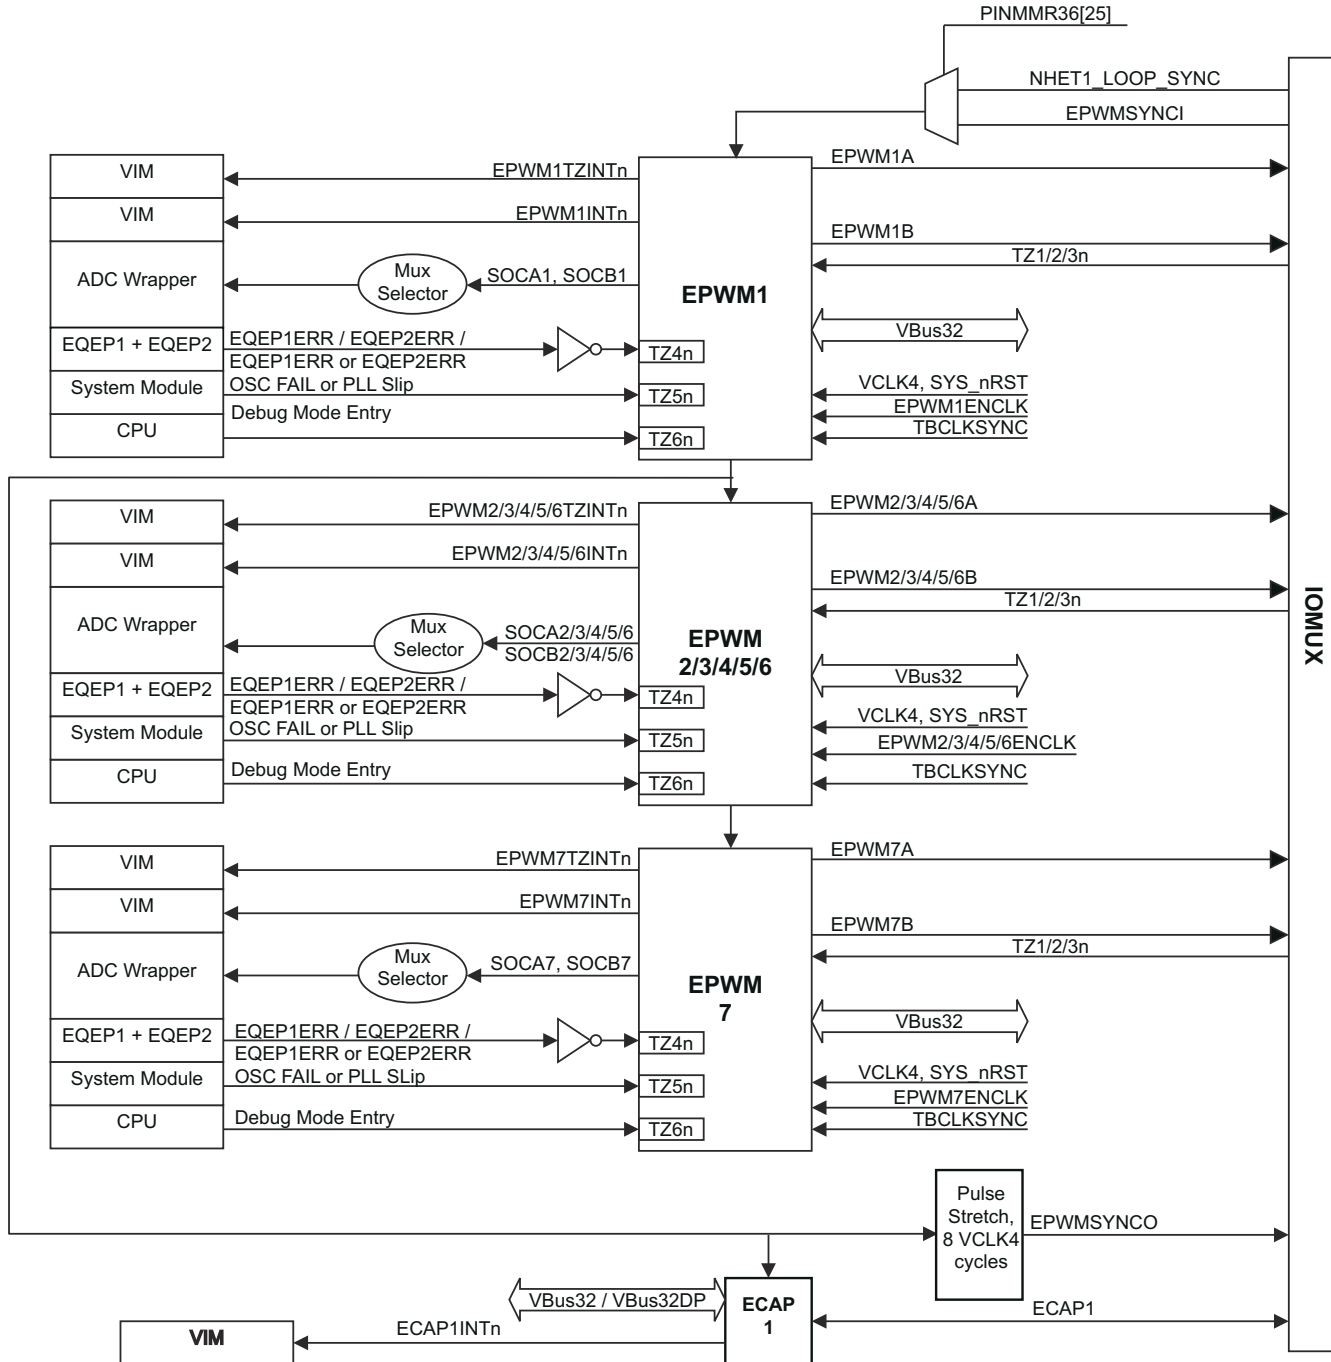 PINMMR36[25]
NHET1_LOOP_SYNC
EPWMSYNCI
VIM
EPWM1TZINTn
EPWM1A
VIM
EPWM1INTn
EPWM1B
TZ1/2/3n
ADC Wrapper
Mux
Selector
SOCA1, SOCB1
EPWM1
VBus32
EQEP1 + EQEP2
EQEP1ERR / EQEP2ERR /
EQEP1ERR or EQEP2ERR
TZ4n
System Module
OSC FAIL or PLL Slip
TZ5n
VCLK4, SYS_nRST
EPWM1ENCLK
CPU
Debug Mode Entry
TZ6n
TBCLKSYNC
VIM
EPWM2/3/4/5/6TZINTn
EPWM2/3/4/5/6A
VIM
EPWM2/3/4/5/6INTn
EPWM2/3/4/5/6B
TZ1/2/3n
ADC Wrapper
Mux
Selector
SOCA2/3/4/5/6
SOCB2/3/4/5/6
EPWM
2/3/4/5/6
VBus32
IOMUX
EQEP1 + EQEP2
EQEP1ERR / EQEP2ERR /
EQEP1ERR or EQEP2ERR
TZ4n
System Module
OSC FAIL or PLL Slip
TZ5n
VCLK4, SYS_nRST
EPWM2/3/4/5/6ENCLK
CPU
Debug Mode Entry
TZ6n
TBCLKSYNC
VIM
EPWM7TZINTn
EPWM7A
VIM
EPWM7INTn
EPWM7B
TZ1/2/3n
ADC Wrapper
Mux
Selector
SOCA7, SOCB7
EPWM
7
VBus32
EQEP1 + EQEP2
EQEP1ERR / EQEP2ERR /
EQEP1ERR or EQEP2ERR
TZ4n
System Module
OSC FAIL or PLL SLip
TZ5n
VCLK4, SYS_nRST
EPWM7ENCLK
CPU
Debug Mode Entry
TZ6n
TBCLKSYNC
Pulse
Stretch,
8 VCLK4
cycles
EPWMSYNCO
VBus32 / VBus32DP
ECAP
1
ECAP1
VIM
ECAP1INTn